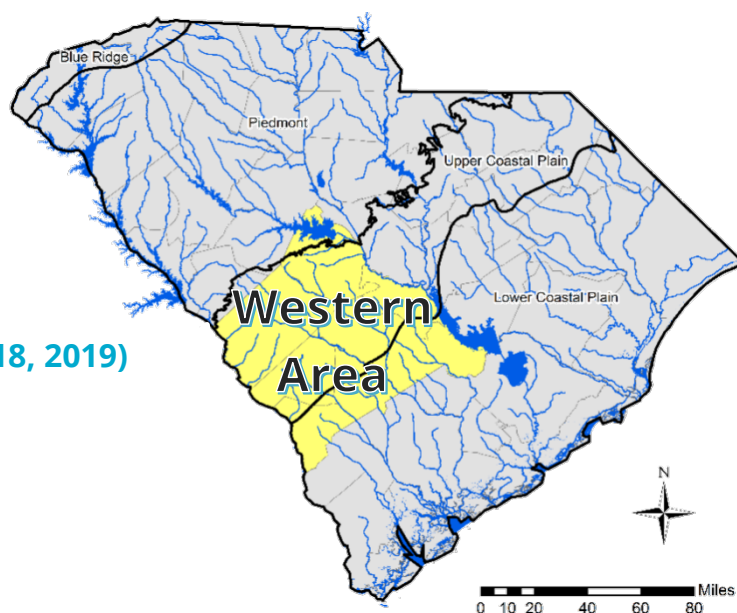 Blue Ridge
Piedmont
Upper Coastal Plain
Lower Coastal Plain
Western
Area
18, 2019)
N
Miles
0 10 20 40 60 80